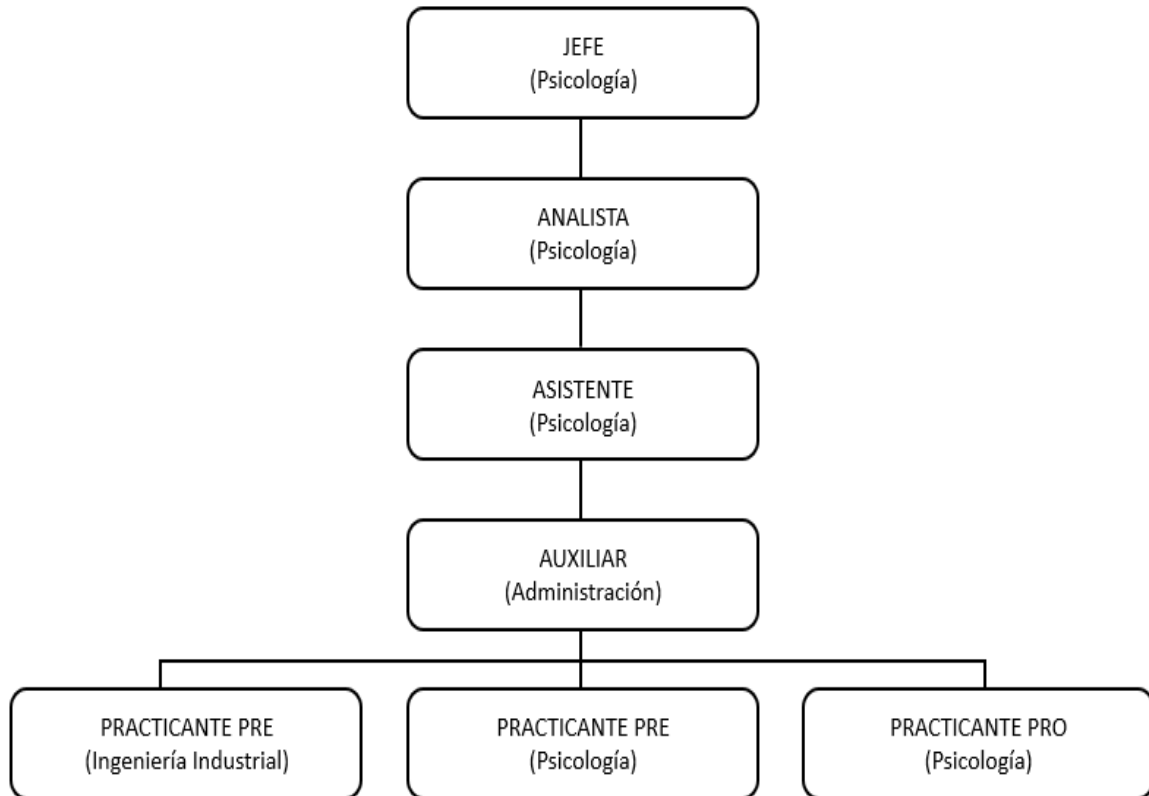 JEFE
(Psicología)
ANALISTA
(Psicología)
ASISTENTE
(Psicología)
AUXILIAR
(Administración)
PRACTICANTE PRE
(Ingeniería Industrial)
PRACTICANTE PRE
(Psicología)
PRACTICANTE PRO
(Psicología)